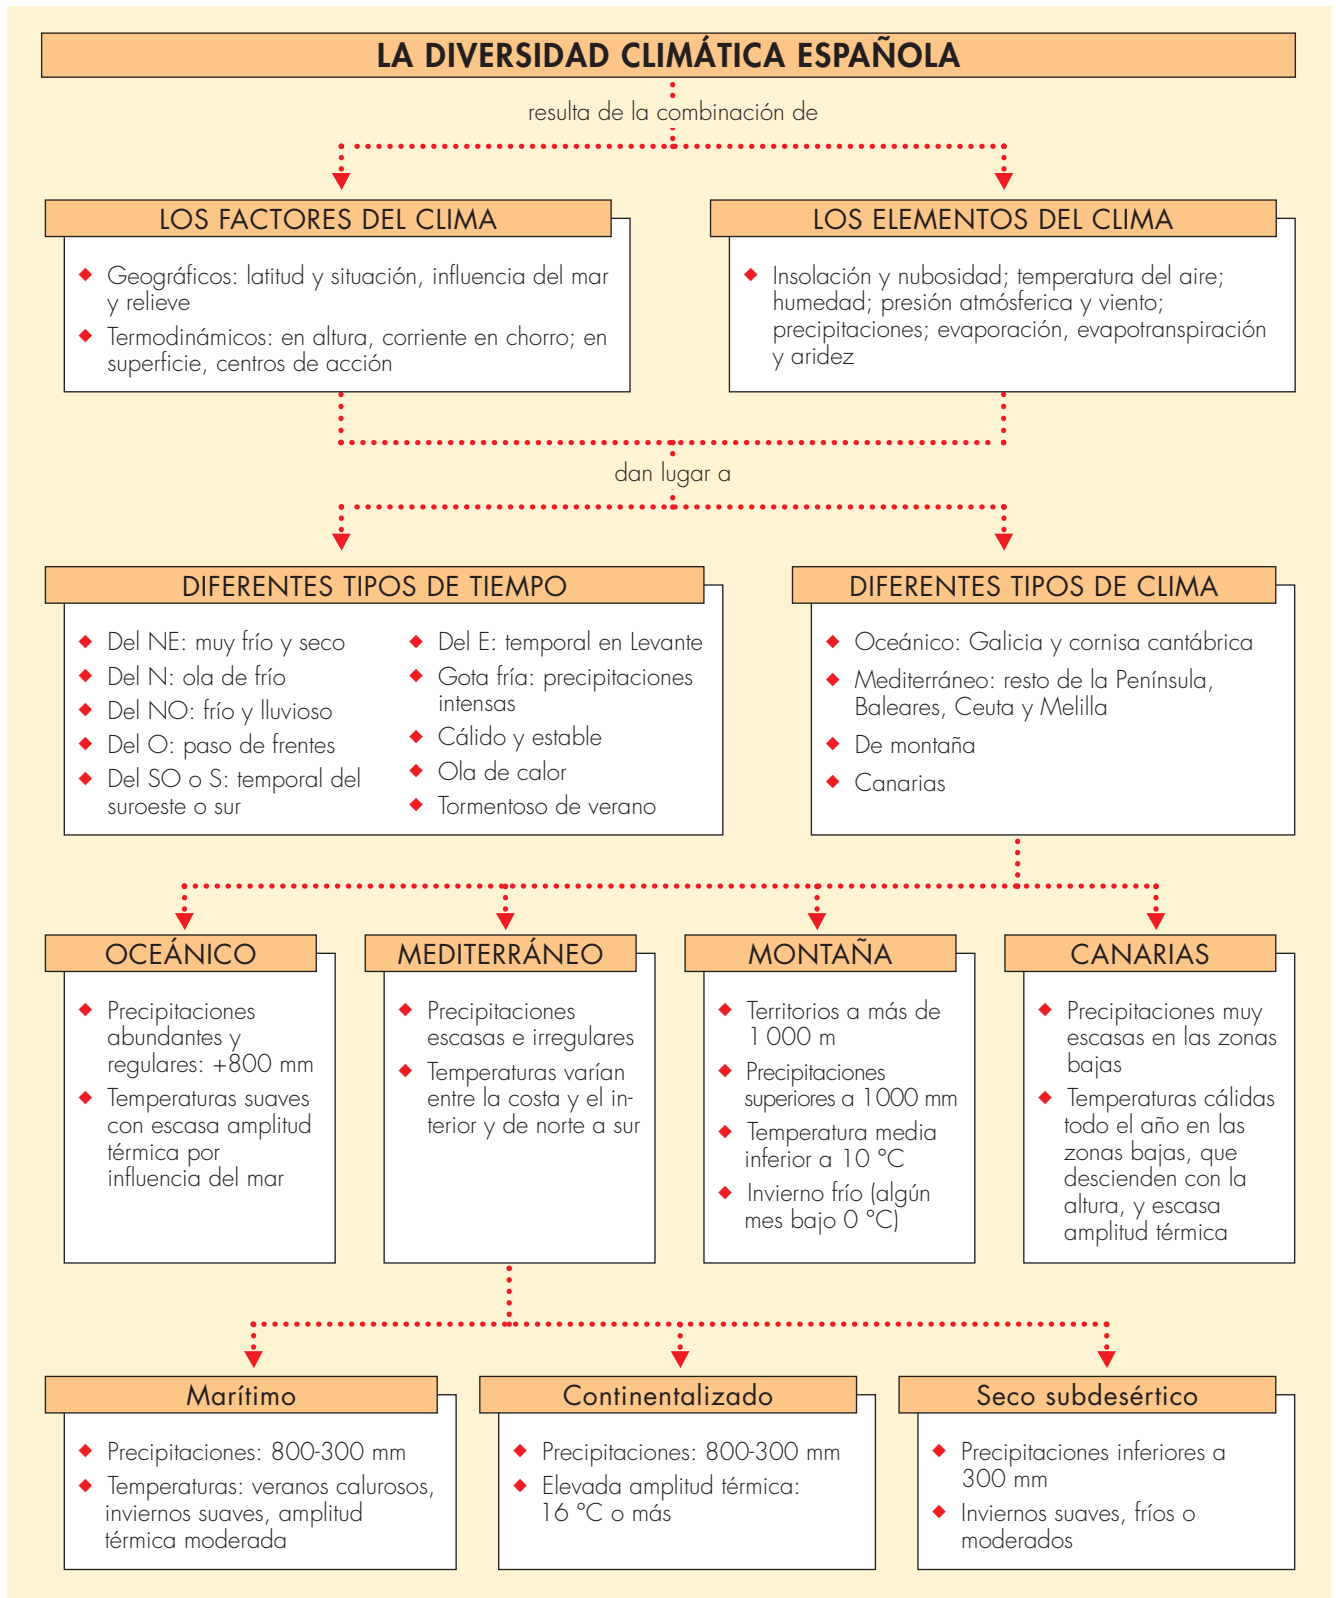 LA DIVERSIDAD CLIMÁTICA ESPAÑOLA
resulta de la combinación de
LOS FACTORES DEL CLIMA
Geográficos: latitud y situación, influencia del mar
y relieve
Termodinámicos: en altura, corriente en chorro; en
superficie, centros de acción
LOS ELEMENTOS DEL CLIMA
Insolación y nubosidad; temperatura del aire;
humedad; presión atmósferica y viento;
precipitaciones; evaporación, evapotranspiración
y aridez
dan lugar a
DIFERENTES TIPOS DE TIEMPO
Del NE: muy frío y seco
Del N: ola de frío
Del NO: frío y lluvioso
Del O: paso de frentes
Del SO o S: temporal del
suroeste o sur
Del E: temporal en Levante
Gota fría: precipitaciones
intensas
Cálido y estable
Ola de calor
Tormentoso de verano
DIFERENTES TIPOS DE CLIMA
Oceánico: Galicia y cornisa cantábrica
Mediterráneo: resto de la Península,
Baleares, Ceuta y Melilla
De montaña
Canarias
OCEÁNICO
Precipitaciones
abundantes y
regulares: +800 mm
Temperaturas suaves
con escasa amplitud
térmica por
influencia del mar
MEDITERRÁNEO
Precipitaciones
escasas e irregulares
Temperaturas varían
entre la costa y el in-
terior y de norte a sur
MONTAÑA
Territorios a más de
1 000 m
Precipitaciones
superiores a 1000 mm
Temperatura media
inferior a 10 °C
Invierno frío (algún
mes bajo 0 °C)
CANARIAS
Precipitaciones muy
escasas en las zonas
bajas
Temperaturas cálidas
todo el año en las
zonas bajas, que
descienden con la
altura, y escasa
amplitud térmica
Marítimo
Precipitaciones: 800-300 mm
Temperaturas: veranos calurosos,
inviernos suaves, amplitud
térmica moderada
Continentalizado
Precipitaciones: 800-300 mm
Elevada amplitud térmica:
16 °C o más
Seco subdesértico
Precipitaciones inferiores a
300 mm
Inviernos suaves, fríos o
moderados